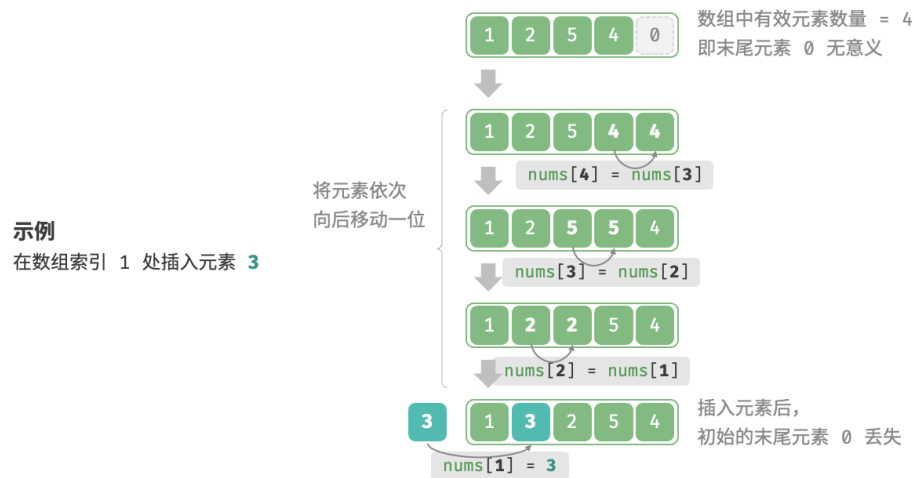 1 2 5 4 0
数组中有效元素数量 = 4
即末尾元素 0 无意义
1 2 5 4 4
nums[4] = nums[3]
将元素依次
向后移动一位
1 2 5 5 4
nums[3] = nums[2]
示例
在数组索引 1 处插入元素 3
1 2 2 5 4
nums[2] = nums[1]
3 1 3 2 5 4
插入元素后，
初始的末尾元素 0 丢失
nums[1] = 3